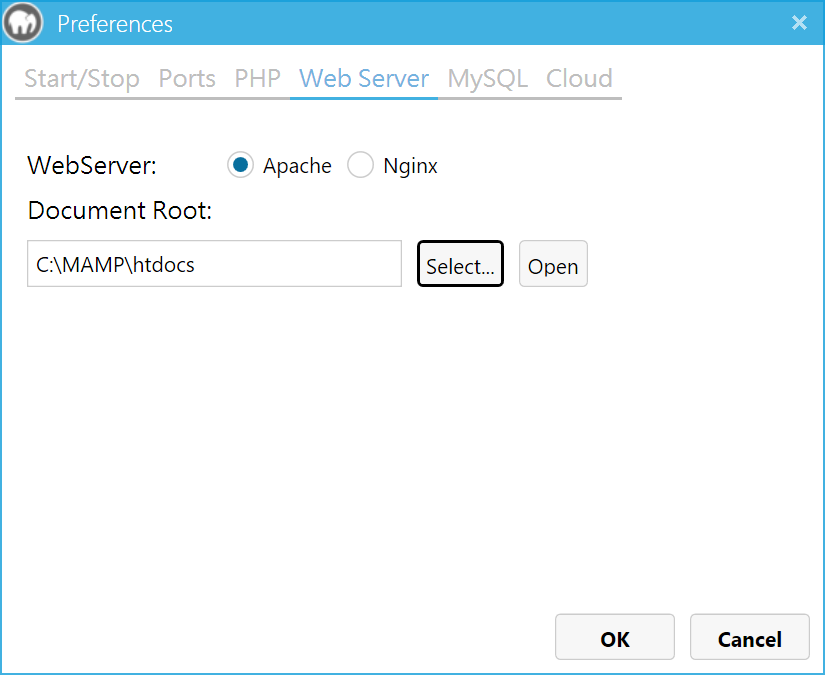 Preferences
Start/Stop Ports PHP Web Server MySQL Cloud
WebServer: Apache Nginx
Document Root:
C:\MAMP\htdocs Select... Open
OK Cancel